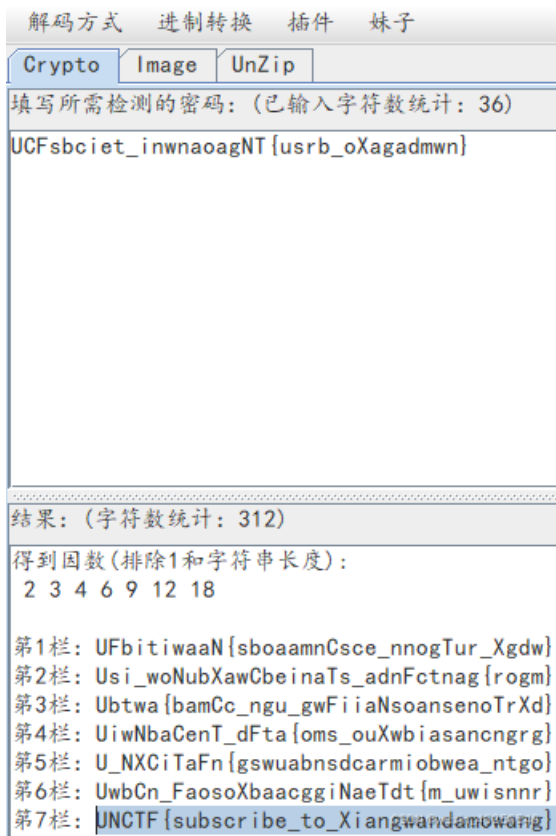 解码方式 进制转换 插件 妹子
Crypto Image UnZip
填写所需检测的密码：(已输入字符数统计：36)
UCFsbciet_inwnaoagNT{usrb_oXagadmwn}
结果：(字符数统计：312)
得到因数(排除1和字符串长度)：
2 3 4 6 9 12 18
第1栏：UFbitiwaaN{sboaamnCsce_nnogTur_Xgdw}
第2栏：Usi_woNubXawCbeinaTs_adnFctnag{rogm}
第3栏：Ubtwa{bamCc_ngu_gwFiiaNsoansenoTrXd}
第4栏：UiwNbaCenT_dFta{oms_ouXwbiasancngrg}
第5栏：U_NXCiTaFn{gswuabnsdcarmiobwea_ntgo}
第6栏：UwbCn_FaosoXbaacggiNaeTdt{m_uwisnnr}
第7栏：UNCTF{subscribe_to_Xiangwandamowang}